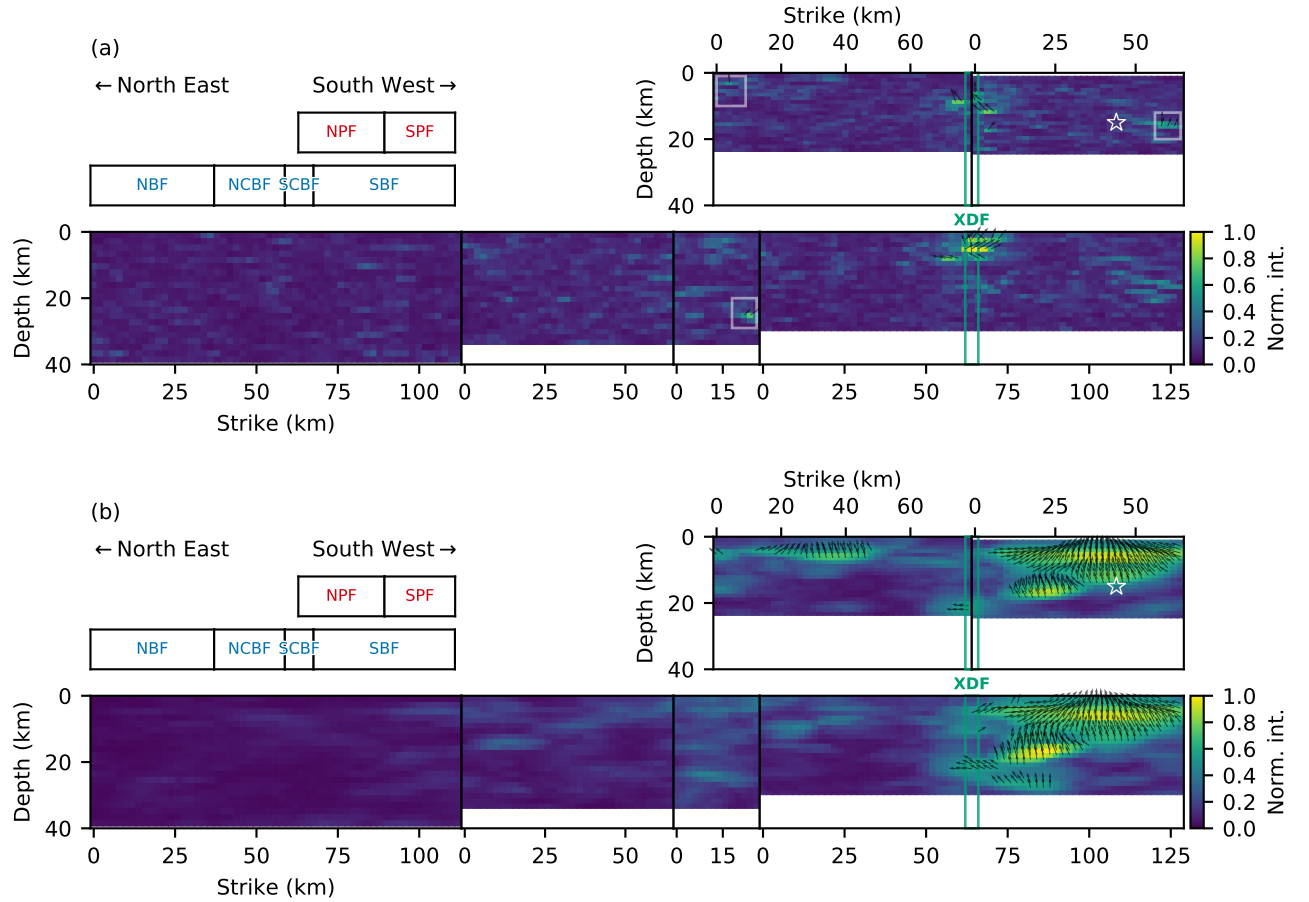 (a)
Strike (km)
0 20 40 60 0 25 50
← North East South West →
NPF SPF
NBF NCBF SCBF SBF
Depth (km)
0
20
40
XDF
Depth (km)
0
20
40
0 25 50 75 100 0 25 50 0 15 0 25 50 75 100 125
Strike (km)
1.0
0.8
0.6
0.4
0.2
0.0
Norm. int.
(b)
Strike (km)
0 20 40 60 0 25 50
← North East South West →
NPF SPF
NBF NCBF SCBF SBF
Depth (km)
0
20
40
XDF
Depth (km)
0
20
40
0 25 50 75 100 0 25 50 0 15 0 25 50 75 100 125
Strike (km)
1.0
0.8
0.6
0.4
0.2
0.0
Norm. int.